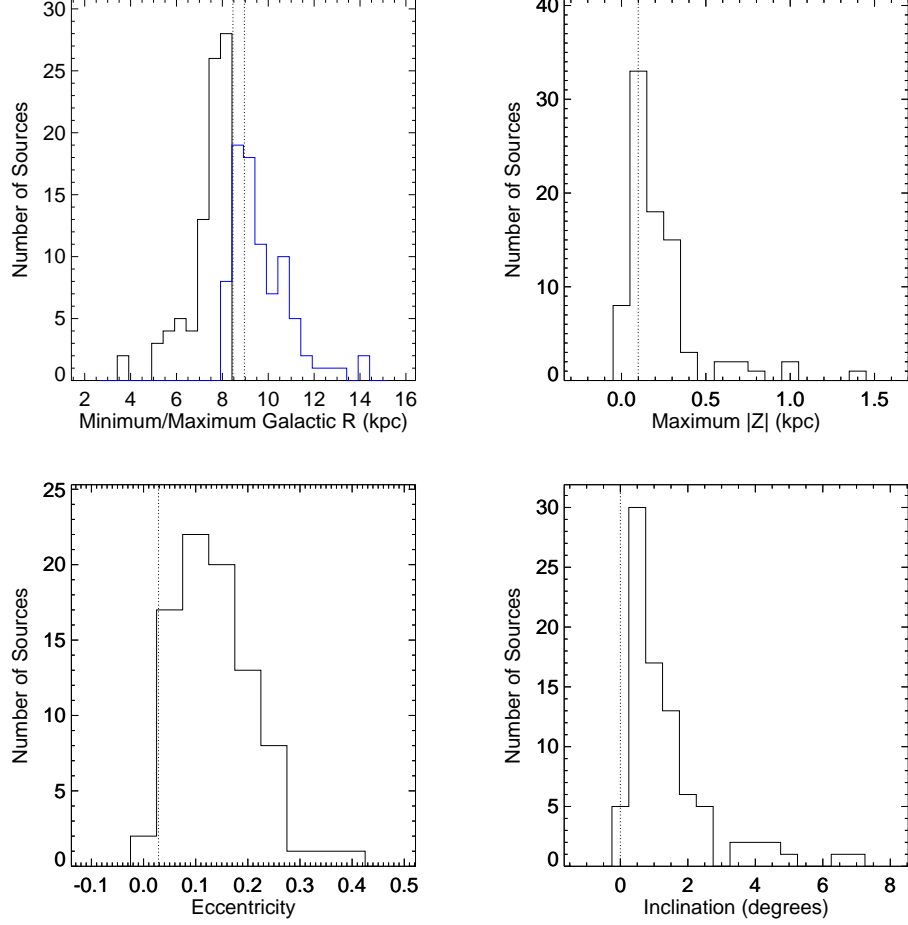 30
25
20
15
10
5
0
Number of Sources
2 4 6 8 10 12 14 16
Minimum/Maximum Galactic R (kpc)
40
30
20
10
0
Number of Sources
0.0 0.5 1.0 1.5
Maximum |Z| (kpc)
25
20
15
10
5
0
Number of Sources
-0.1 0.0 0.1 0.2 0.3 0.4 0.5
Eccentricity
30
25
20
15
10
5
0
Number of Sources
0 2 4 6 8
Inclination (degrees)